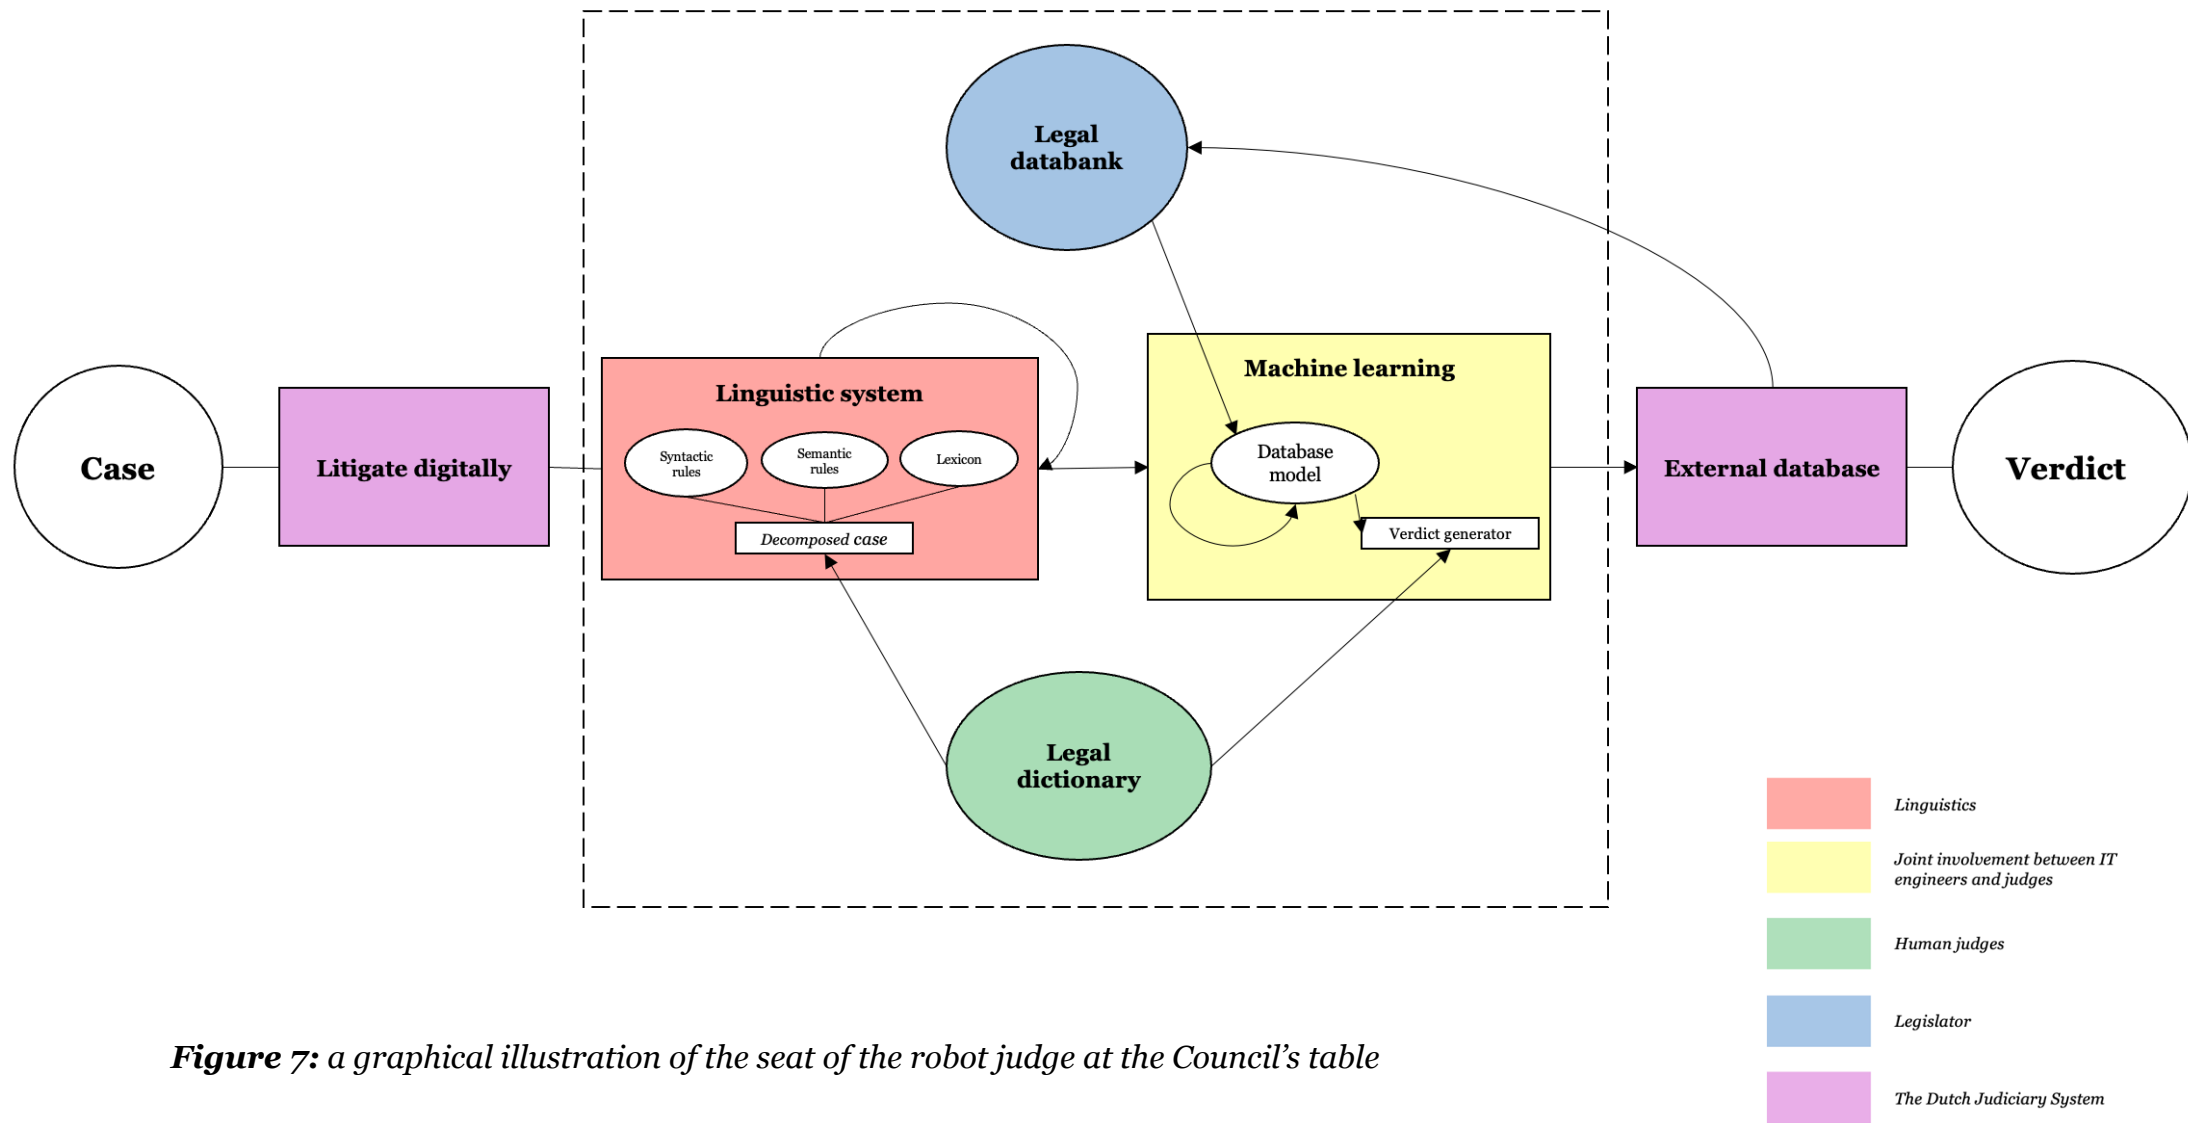 Legal
databank
Case
Litigate digitally
Linguistic system
Syntactic
rules
Semantic
rules
Lexicon
Decomposed case
Machine learning
Database
model
Verdict generator
External database
Verdict
Legal
dictionary
Linguistics
Joint involvement between IT
engineers and judges
Human judges
Legislator
The Dutch Judiciary System
Figure 7: a graphical illustration of the seat of the robot judge at the Council’s table